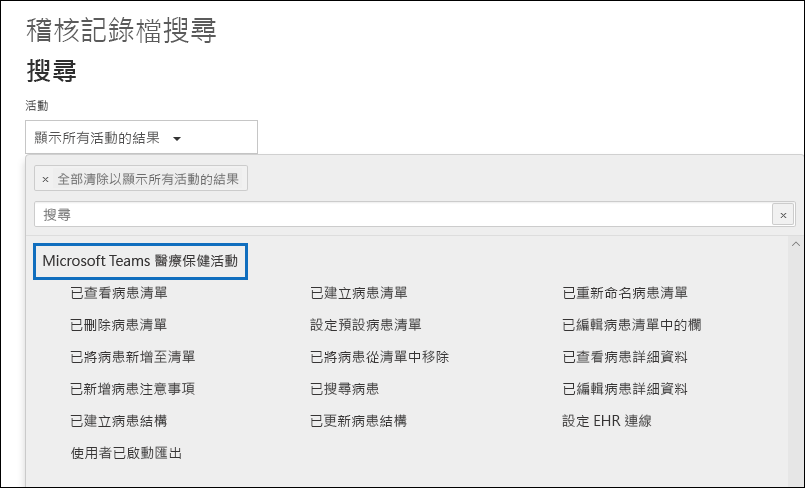 稽核記錄檔搜尋
搜尋
活動
顯示所有活動的結果
× 全部清除以顯示所有活動的結果
搜尋 ×
Microsoft Teams 醫療保健活動
已查看病患清單 已建立病患清單 已重新命名病患清單
已刪除病患清單 設定預設病患清單 已編輯病患清單中的欄
已將病患新增至清單 已將病患從清單中移除 已查看病患詳細資料
已新增病患注意事項 已搜尋病患 已編輯病患詳細資料
已建立病患結構 已更新病患結構 設定 EHR 連線
使用者已啟動匯出